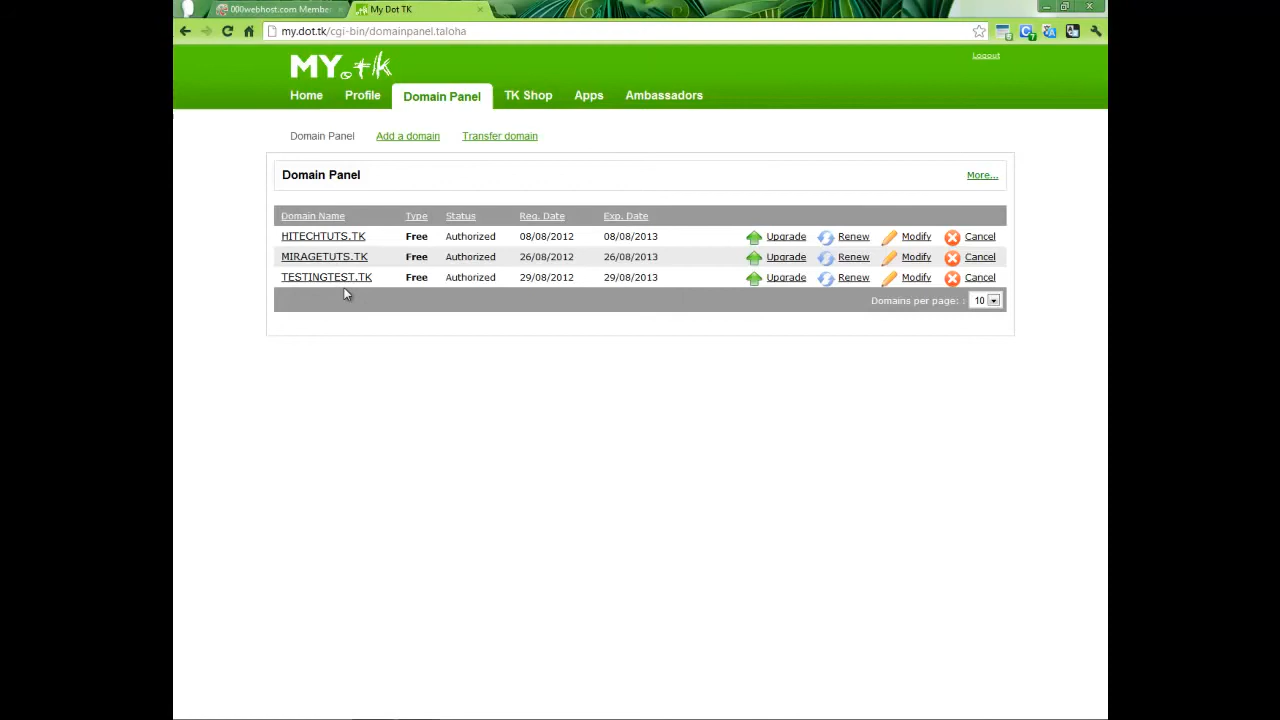 000webhost.com Member
My Dot TK
my.dot.tk/cgi-bin/domainpanel.taloha
MY.tk
Logout
Home Profile Domain Panel TK Shop Apps Ambassadors
Domain Panel Add a domain Transfer domain
Domain Panel More...
Domain Name Type Status Reg. Date Exp. Date
HITECHTUTS.TK Free Authorized 08/08/2012 08/08/2013 Upgrade Renew Modify Cancel
MIRAGETUTS.TK Free Authorized 26/08/2012 26/08/2013 Upgrade Renew Modify Cancel
TESTINGTEST.TK Free Authorized 29/08/2012 29/08/2013 Upgrade Renew Modify Cancel
Domains per page: : 10